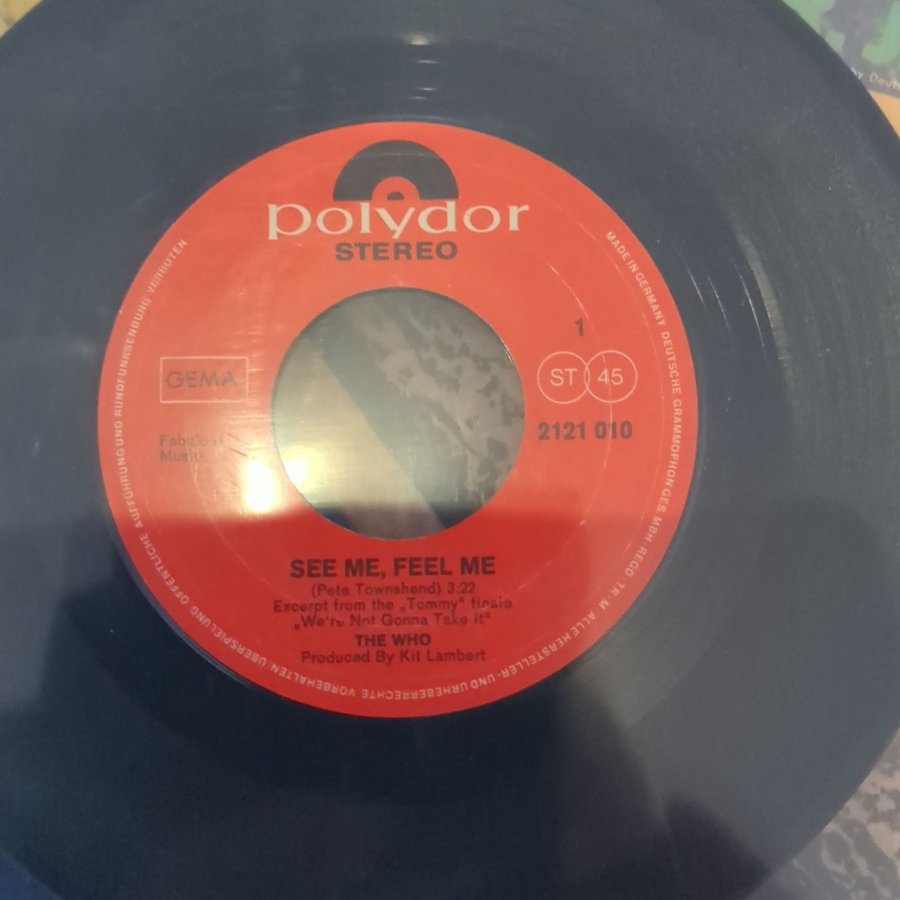 polydor
STEREO
MADE IN GERMANY DEUTSCHE GRAMMOPHON GES MBH REGD. TR. M. ALLE HERSTELLER- UND URHEBERRECHTE VORBEHALTEN ÜBERSPIELUNG ÖFFENTLICHE AUFFÜHRUNG UND RUNDFUNKSENDUNG VERBOTEN
1
GEMA
ST 45
2121 010
Fabulous
Music
SEE ME, FEEL ME
(Pete Townshend) 3:22
Excerpt from the „Tommy“ finale
„We're Not Gonna Take It“
THE WHO
Produced By Kit Lambert